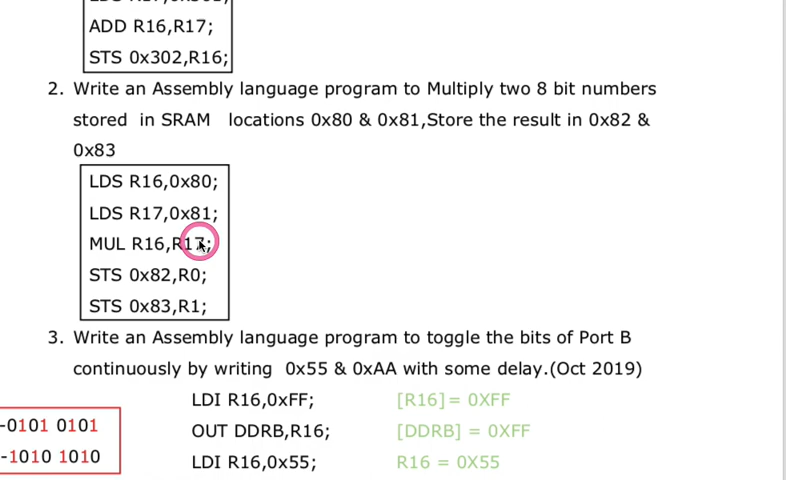 ADD R16,R17;
STS 0x302,R16;
2. Write an Assembly language program to Multiply two 8 bit numbers
stored in SRAM locations 0x80 & 0x81,Store the result in 0x82 &
0x83
LDS R16,0x80;
LDS R17,0x81;
MUL R16,R17;
STS 0x82,R0;
STS 0x83,R1;
3. Write an Assembly language program to toggle the bits of Port B
continuously by writing 0x55 & 0xAA with some delay.(Oct 2019)
LDI R16,0xFF; [R16]= 0XFF
-0101 0101
OUT DDRB,R16; [DDRB] = 0XFF
-1010 1010
LDI R16,0x55; R16 = 0X55